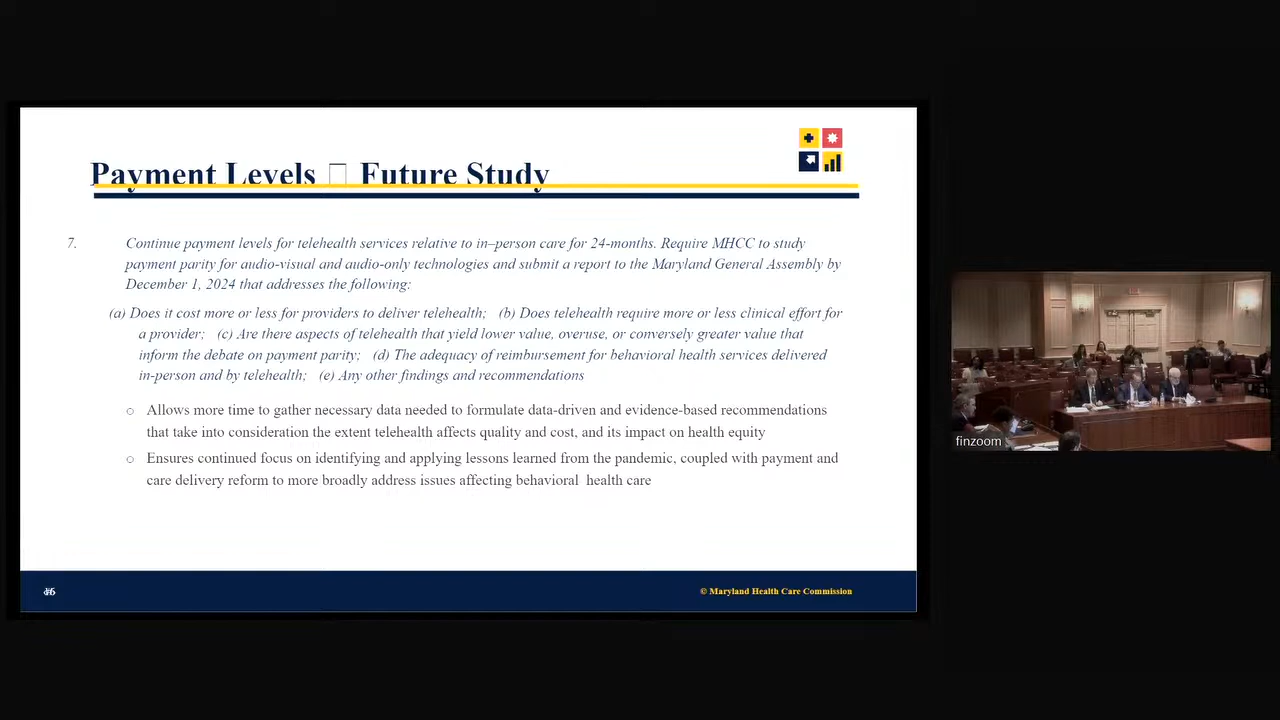 Payment Levels □ Future Study
7. Continue payment levels for telehealth services relative to in–person care for 24-months. Require MHCC to study
payment parity for audio-visual and audio-only technologies and submit a report to the Maryland General Assembly by
December 1, 2024 that addresses the following:
(a) Does it cost more or less for providers to deliver telehealth; (b) Does telehealth require more or less clinical effort for
a provider; (c) Are there aspects of telehealth that yield lower value, overuse, or conversely greater value that
inform the debate on payment parity; (d) The adequacy of reimbursement for behavioral health services delivered
in-person and by telehealth; (e) Any other findings and recommendations
o Allows more time to gather necessary data needed to formulate data-driven and evidence-based recommendations
that take into consideration the extent telehealth affects quality and cost, and its impact on health equity
o Ensures continued focus on identifying and applying lessons learned from the pandemic, coupled with payment and
care delivery reform to more broadly address issues affecting behavioral health care
© Maryland Health Care Commission
finzoom